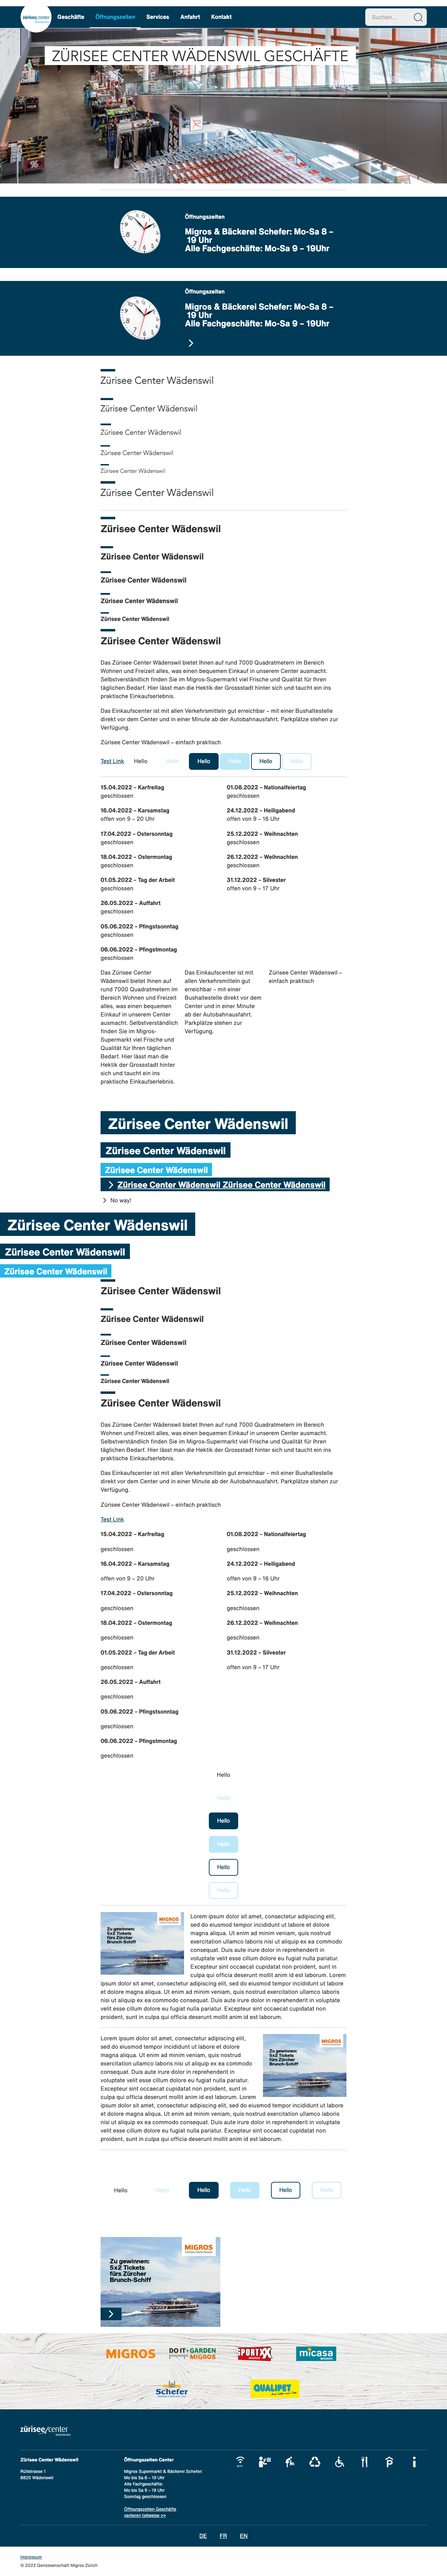 zürisee/center
Geschäfte
Öffnungszeiten
Services
Anfahrt
Kontakt
Suchen...
ZÜRISEE CENTER WÄDENSWIL GESCHÄFTE
Öffnungszeiten
Migros & Bäckerei Schefer: Mo-Sa 8 –
19 Uhr
Alle Fachgeschäfte: Mo-Sa 9 – 19Uhr
Öffnungszeiten
Migros & Bäckerei Schefer: Mo-Sa 8 –
19 Uhr
Alle Fachgeschäfte: Mo-Sa 9 – 19Uhr
Zürisee Center Wädenswil
Zürisee Center Wädenswil
Zürisee Center Wädenswil
Zürisee Center Wädenswil
Zürisee Center Wädenswil
Zürisee Center Wädenswil
Zürisee Center Wädenswil
Zürisee Center Wädenswil
Zürisee Center Wädenswil
Zürisee Center Wädenswil
Zürisee Center Wädenswil
Zürisee Center Wädenswil
Das Zürisee Center Wädenswil bietet Ihnen auf rund 7000 Quadratmetern im Bereich
Wohnen und Freizeit alles, was einen bequemen Einkauf in unserem Center ausmacht.
Selbstverständlich finden Sie im Migros-Supermarkt viel Frische und Qualität für Ihren
täglichen Bedarf. Hier lässt man die Hektik der Grossstadt hinter sich und taucht ein ins
praktische Einkaufserlebnis.
Das Einkaufscenter ist mit allen Verkehrsmitteln gut erreichbar – mit einer Bushaltestelle
direkt vor dem Center und in einer Minute ab der Autobahnausfahrt. Parkplätze stehen zur
Verfügung.
Zürisee Center Wädenswil – einfach praktisch
Test Link
Hello
Hello
Hello
Hello
Hello
Hello
15.04.2022 – Karfreitag
geschlossen
16.04.2022 – Karsamstag
offen von 9 – 20 Uhr
17.04.2022 – Ostersonntag
geschlossen
18.04.2022 – Ostermontag
geschlossen
01.05.2022 – Tag der Arbeit
geschlossen
26.05.2022 – Auffahrt
geschlossen
05.06.2022 – Pfingstsonntag
geschlossen
06.06.2022 – Pfingstmontag
geschlossen
01.08.2022 – Nationalfeiertag
geschlossen
24.12.2022 – Heiligabend
offen von 9 – 16 Uhr
25.12.2022 – Weihnachten
geschlossen
26.12.2022 – Weihnachten
geschlossen
31.12.2022 – Silvester
offen von 9 – 17 Uhr
Das Zürisee Center
Wädenswil bietet Ihnen auf
rund 7000 Quadratmetern im
Bereich Wohnen und Freizeit
alles, was einen bequemen
Einkauf in unserem Center
ausmacht. Selbstverständlich
finden Sie im Migros-
Supermarkt viel Frische und
Qualität für Ihren täglichen
Bedarf. Hier lässt man die
Hektik der Grossstadt hinter
sich und taucht ein ins
praktische Einkaufserlebnis.
Das Einkaufscenter ist mit
allen Verkehrsmitteln gut
erreichbar – mit einer
Bushaltestelle direkt vor dem
Center und in einer Minute
ab der Autobahnausfahrt.
Parkplätze stehen zur
Verfügung.
Zürisee Center Wädenswil –
einfach praktisch
Zürisee Center Wädenswil
Zürisee Center Wädenswil
Zürisee Center Wädenswil
Zürisee Center Wädenswil Zürisee Center Wädenswil
No way!
Zürisee Center Wädenswil
Zürisee Center Wädenswil
Zürisee Center Wädenswil
Zürisee Center Wädenswil
Zürisee Center Wädenswil
Zürisee Center Wädenswil
Zürisee Center Wädenswil
Zürisee Center Wädenswil
Zürisee Center Wädenswil
Das Zürisee Center Wädenswil bietet Ihnen auf rund 7000 Quadratmetern im Bereich
Wohnen und Freizeit alles, was einen bequemen Einkauf in unserem Center ausmacht.
Selbstverständlich finden Sie im Migros-Supermarkt viel Frische und Qualität für Ihren
täglichen Bedarf. Hier lässt man die Hektik der Grossstadt hinter sich und taucht ein ins
praktische Einkaufserlebnis.
Das Einkaufscenter ist mit allen Verkehrsmitteln gut erreichbar – mit einer Bushaltestelle
direkt vor dem Center und in einer Minute ab der Autobahnausfahrt. Parkplätze stehen zur
Verfügung.
Zürisee Center Wädenswil – einfach praktisch
Test Link
15.04.2022 – Karfreitag
geschlossen
16.04.2022 – Karsamstag
offen von 9 – 20 Uhr
17.04.2022 – Ostersonntag
geschlossen
18.04.2022 – Ostermontag
geschlossen
01.05.2022 – Tag der Arbeit
geschlossen
26.05.2022 – Auffahrt
geschlossen
05.06.2022 – Pfingstsonntag
geschlossen
06.06.2022 – Pfingstmontag
geschlossen
01.08.2022 – Nationalfeiertag
geschlossen
24.12.2022 – Heiligabend
offen von 9 – 16 Uhr
25.12.2022 – Weihnachten
geschlossen
26.12.2022 – Weihnachten
geschlossen
31.12.2022 – Silvester
offen von 9 – 17 Uhr
Hello
Hello
Hello
Hello
Hello
Hello
MIGROS
Zu gewinnen:
5x2 Tickets
fürs Zürcher
Brunch-Schiff
Lorem ipsum dolor sit amet, consectetur adipiscing elit,
sed do eiusmod tempor incididunt ut labore et dolore
magna aliqua. Ut enim ad minim veniam, quis nostrud
exercitation ullamco laboris nisi ut aliquip ex ea commodo
consequat. Duis aute irure dolor in reprehenderit in
voluptate velit esse cillum dolore eu fugiat nulla pariatur.
Excepteur sint occaecat cupidatat non proident, sunt in
culpa qui officia deserunt mollit anim id est laborum. Lorem
ipsum dolor sit amet, consectetur adipiscing elit, sed do eiusmod tempor incididunt ut labore et dolore
magna aliqua. Ut enim ad minim veniam, quis nostrud exercitation ullamco laboris
nisi ut aliquip ex ea commodo consequat. Duis aute irure dolor in reprehenderit in voluptate
velit esse cillum dolore eu fugiat nulla pariatur. Excepteur sint occaecat cupidatat non
proident, sunt in culpa qui officia deserunt mollit anim id est laborum.
Lorem ipsum dolor sit amet, consectetur adipiscing elit,
sed do eiusmod tempor incididunt ut labore et dolore
magna aliqua. Ut enim ad minim veniam, quis nostrud
exercitation ullamco laboris nisi ut aliquip ex ea commodo
consequat. Duis aute irure dolor in reprehenderit in
voluptate velit esse cillum dolore eu fugiat nulla pariatur.
Excepteur sint occaecat cupidatat non proident, sunt in
culpa qui officia deserunt mollit anim id est laborum. Lorem
ipsum dolor sit amet, consectetur adipiscing elit, sed do eiusmod tempor incididunt ut labore
et dolore magna aliqua. Ut enim ad minim veniam, quis nostrud exercitation ullamco laboris
nisi ut aliquip ex ea commodo consequat. Duis aute irure dolor in reprehenderit in voluptate
velit esse cillum dolore eu fugiat nulla pariatur. Excepteur sint occaecat cupidatat non
proident, sunt in culpa qui officia deserunt mollit anim id est laborum.
MIGROS
Zu gewinnen:
5x2 Tickets
fürs Zürcher
Brunch-Schiff
Hello
Hello
Hello
Hello
Hello
Hello
MIGROS
Zu gewinnen:
5x2 Tickets
fürs Zürcher
Brunch-Schiff
MIGROS
DO IT+GARDEN
MIGROS
SPORTXX
micasa
MIGROS
Schefer
QUALIPET
zürisee/center
Zürisee Center Wädenswil
Rütistrasse 1
8820 Wädenswil
Öffnungszeiten Center
Migros Supermarkt & Bäckerei Schefer:
Mo bis Sa 8 – 19 Uhr
Alle Fachgeschäfte:
Mo bis Sa 9 – 19 Uhr
Sonntag geschlossen
Öffnungszeiten Geschäfte
variieren teilweise >>
DE
FR
EN
Impressum
© 2022 Genossenschaft Migros Zürich